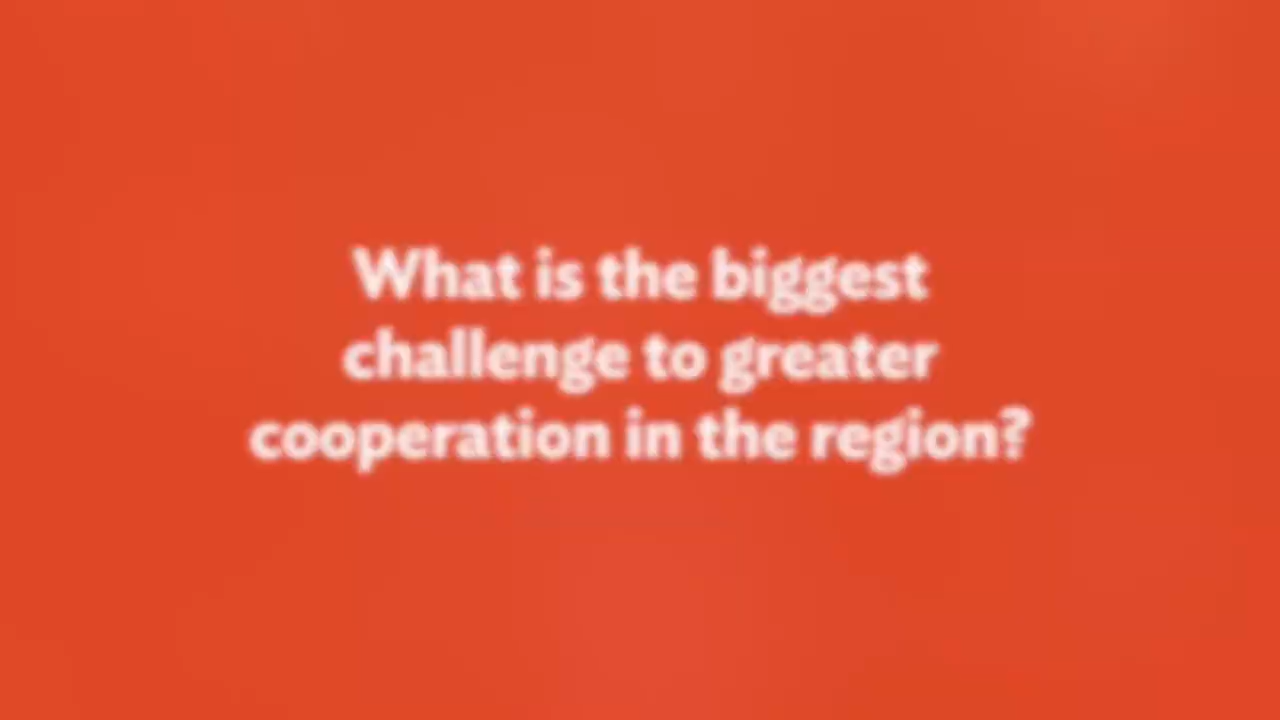 What is the biggest
challenge to greater
cooperation in the region?